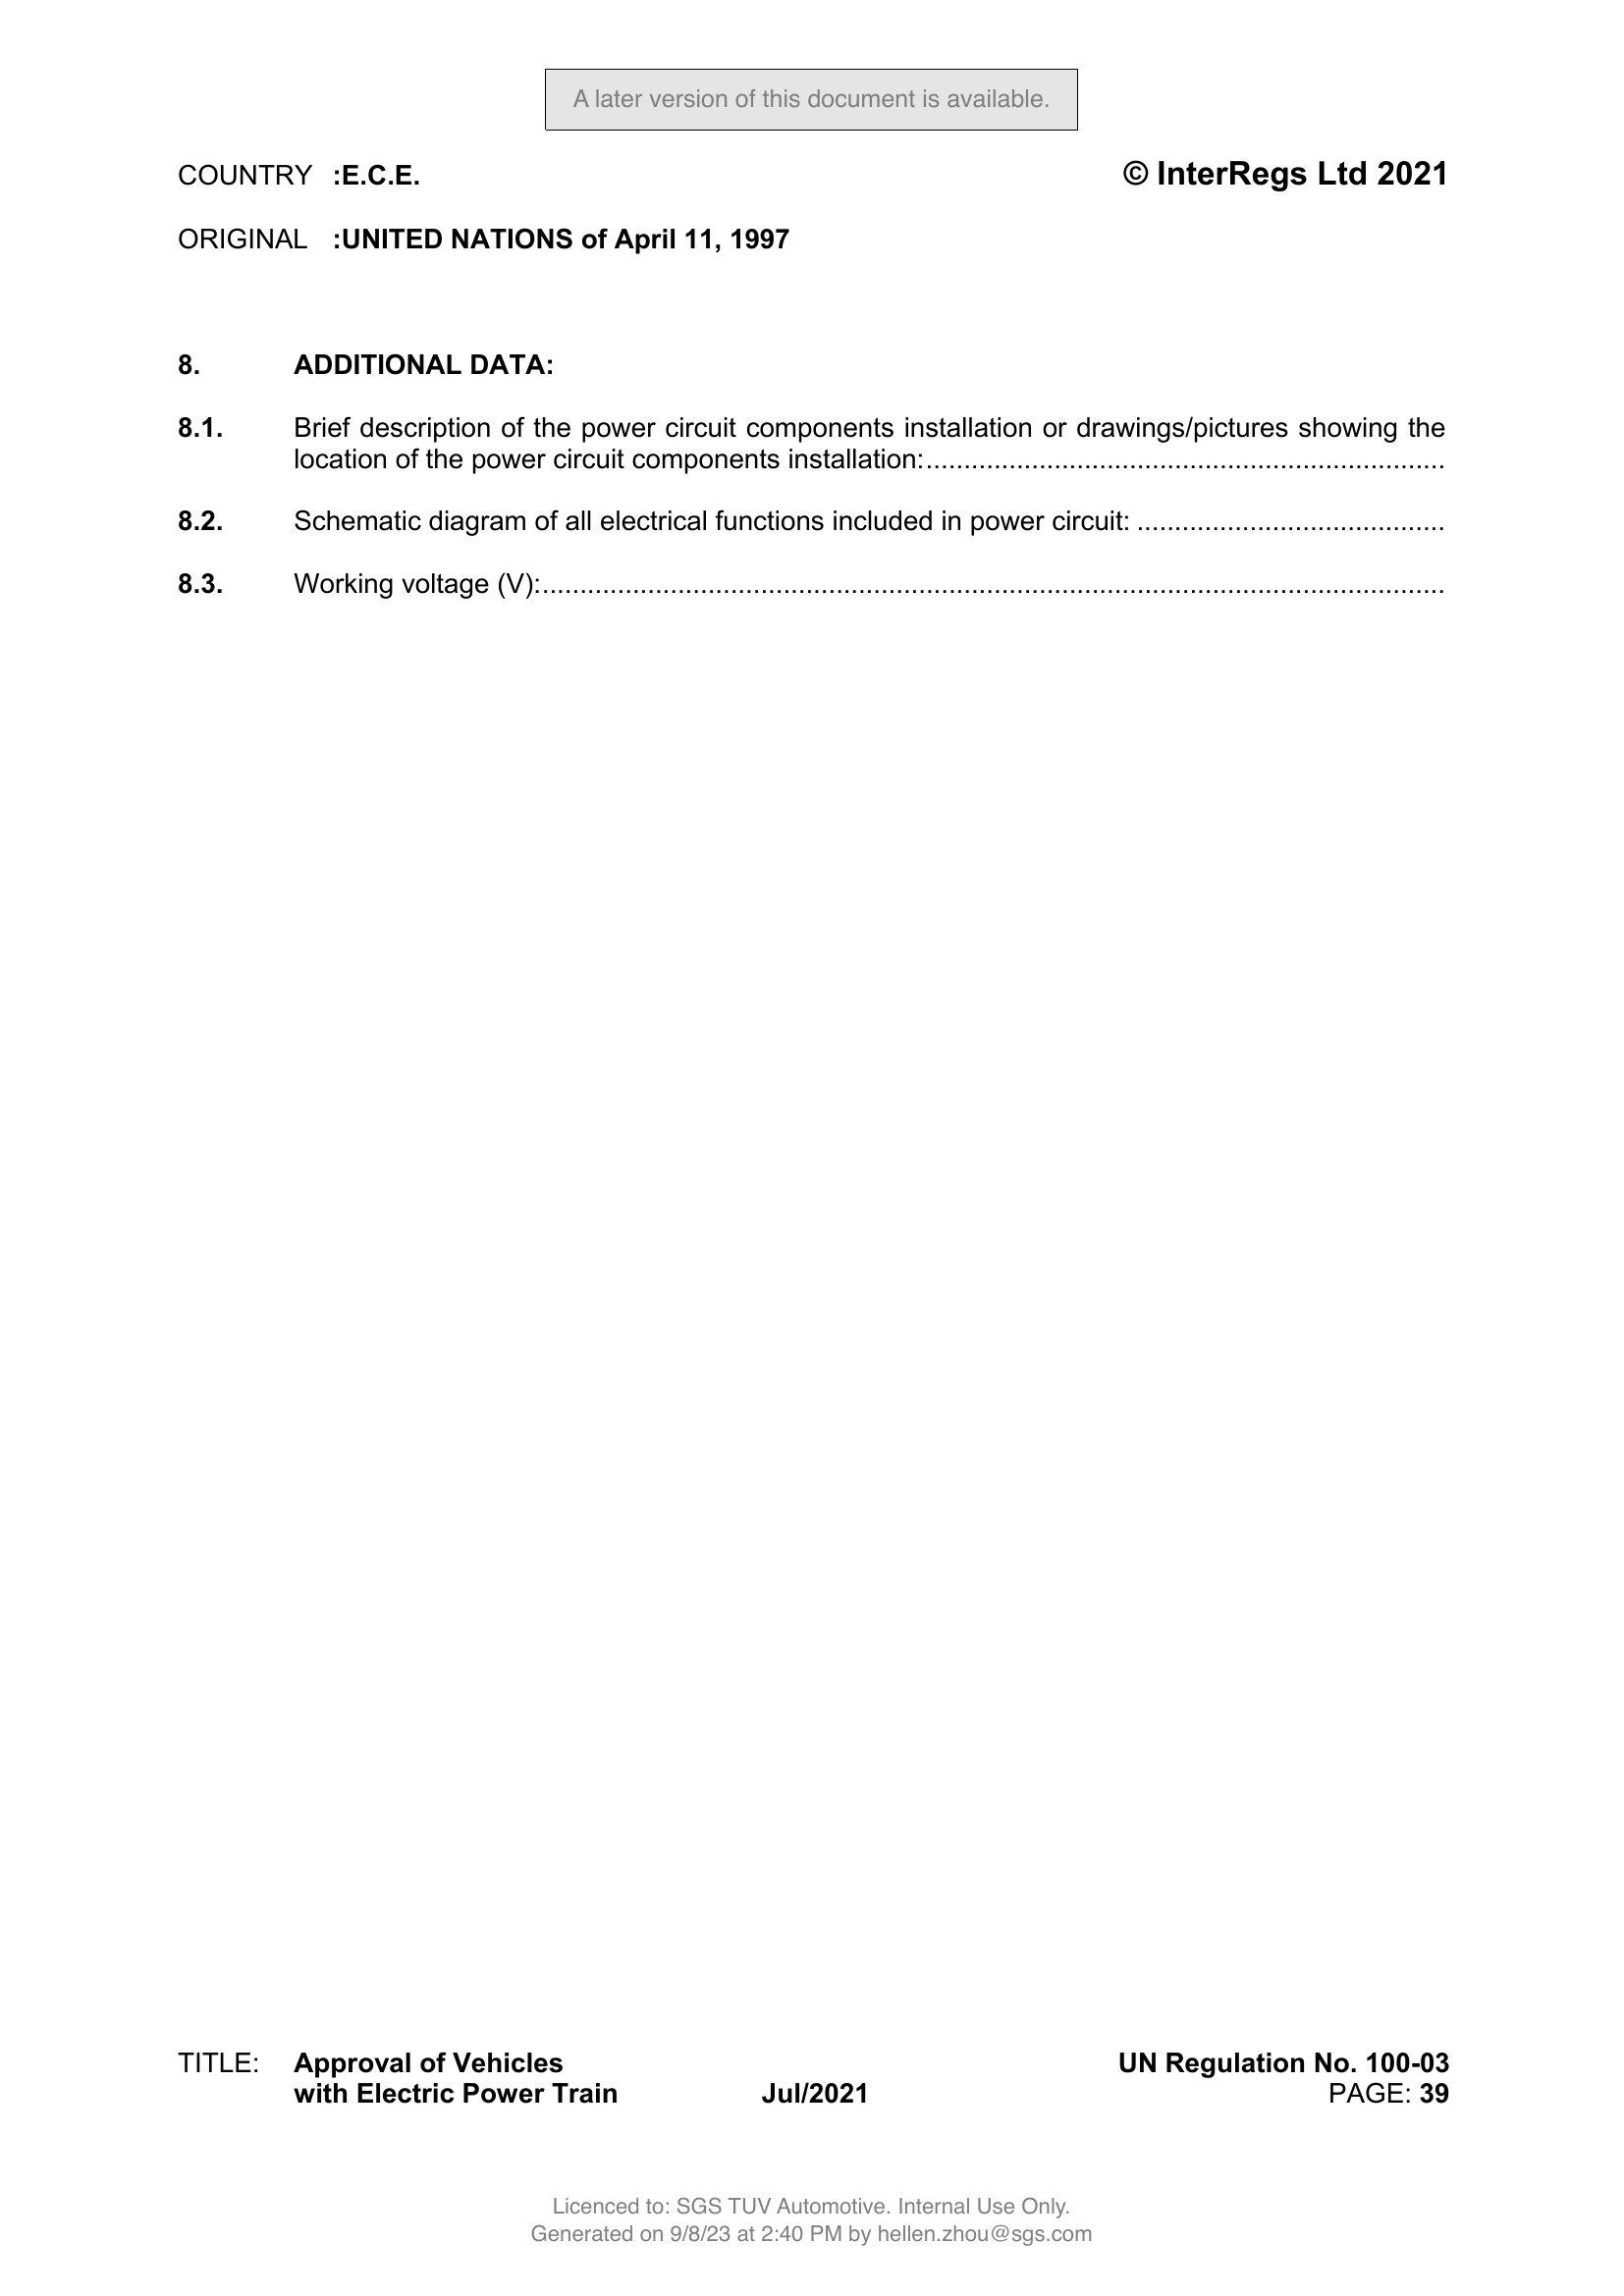 A later version of this document is available.
COUNTRY :E.C.E. © InterRegs Ltd 2021
ORIGINAL :UNITED NATIONS of April 11, 1997
8. ADDITIONAL DATA:
8.1. Brief description of the power circuit components installation or drawings/pictures showing the
location of the power circuit components installation:.....................................................................
8.2. Schematic diagram of all electrical functions included in power circuit: .........................................
8.3. Working voltage (V):........................................................................................................................
TITLE: Approval of Vehicles UN Regulation No. 100-03
with Electric Power Train Jul/2021 PAGE: 39
Licenced to: SGS TUV Automotive. Internal Use Only.
Generated on 9/8/23 at 2:40 PM by hellen.zhou@sgs.com